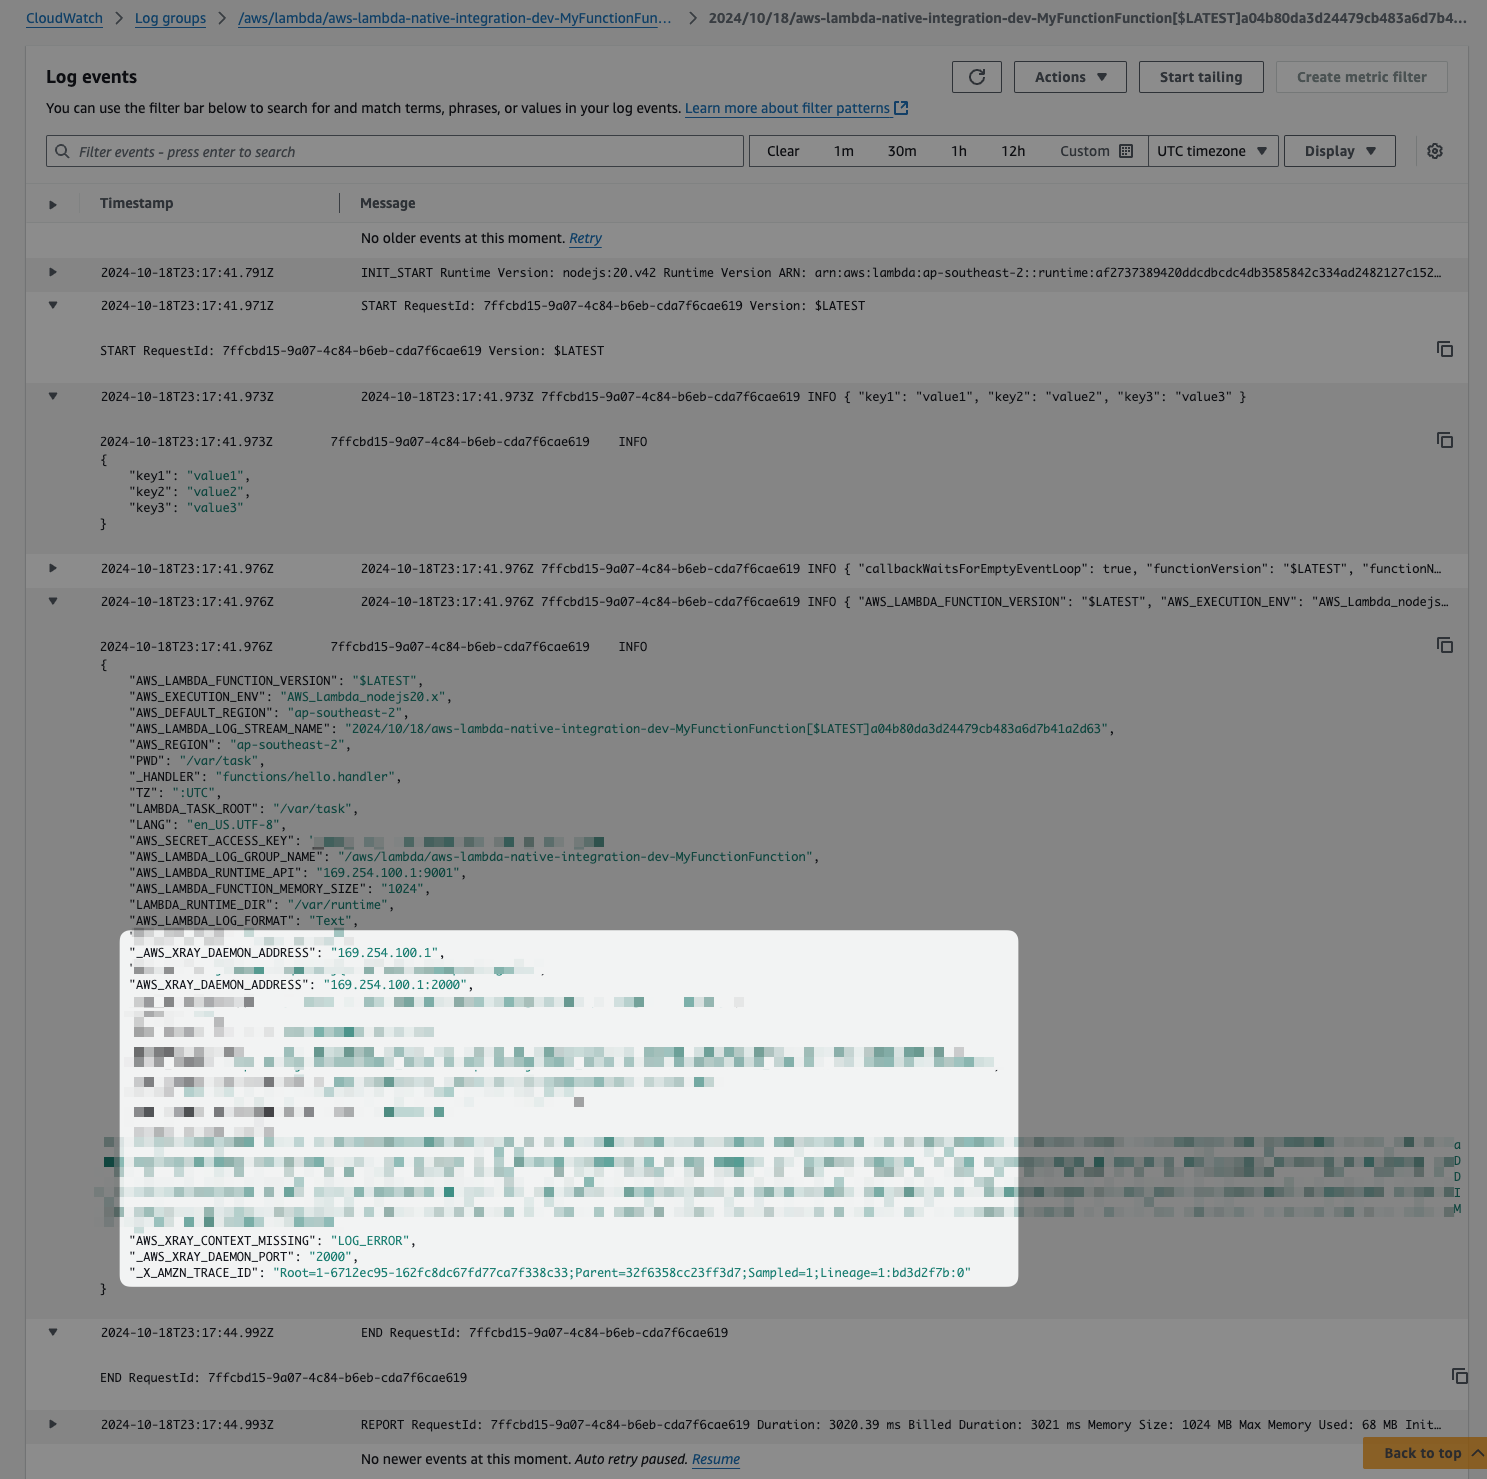 CloudWatch > Log groups > /aws/lambda/aws-lambda-native-integration-dev-MyFunctionFun... > 2024/10/18/aws-lambda-native-integration-dev-MyFunctionFunction[$LATEST]a04b80da3d24479cb483a6d7b4...
Log events
Actions
Start tailing
Create metric filter
You can use the filter bar below to search for and match terms, phrases, or values in your log events. Learn more about filter patterns
Filter events - press enter to search
Clear 1m 30m 1h 12h Custom UTC timezone Display
Timestamp Message
No older events at this moment. Retry
2024-10-18T23:17:41.791Z INIT_START Runtime Version: nodejs:20.v42 Runtime Version ARN: arn:aws:lambda:ap-southeast-2::runtime:af2737389420ddcdbcdc4db3585842c334ad2482127c152...
2024-10-18T23:17:41.971Z START RequestId: 7ffcbd15-9a07-4c84-b6eb-cda7f6cae619 Version: $LATEST
START RequestId: 7ffcbd15-9a07-4c84-b6eb-cda7f6cae619 Version: $LATEST
2024-10-18T23:17:41.973Z 2024-10-18T23:17:41.973Z 7ffcbd15-9a07-4c84-b6eb-cda7f6cae619 INFO { "key1": "value1", "key2": "value2", "key3": "value3" }
2024-10-18T23:17:41.973Z 7ffcbd15-9a07-4c84-b6eb-cda7f6cae619 INFO
{
"key1": "value1",
"key2": "value2",
"key3": "value3"
}
2024-10-18T23:17:41.976Z 2024-10-18T23:17:41.976Z 7ffcbd15-9a07-4c84-b6eb-cda7f6cae619 INFO { "callbackWaitsForEmptyEventLoop": true, "functionVersion": "$LATEST", "functionN...
2024-10-18T23:17:41.976Z 2024-10-18T23:17:41.976Z 7ffcbd15-9a07-4c84-b6eb-cda7f6cae619 INFO { "AWS_LAMBDA_FUNCTION_VERSION": "$LATEST", "AWS_EXECUTION_ENV": "AWS_Lambda_nodejs...
2024-10-18T23:17:41.976Z 7ffcbd15-9a07-4c84-b6eb-cda7f6cae619 INFO
{
"AWS_LAMBDA_FUNCTION_VERSION": "$LATEST",
"AWS_EXECUTION_ENV": "AWS_Lambda_nodejs20.x",
"AWS_DEFAULT_REGION": "ap-southeast-2",
"AWS_LAMBDA_LOG_STREAM_NAME": "2024/10/18/aws-lambda-native-integration-dev-MyFunctionFunction[$LATEST]a04b80da3d24479cb483a6d7b41a2d63",
"AWS_REGION": "ap-southeast-2",
"PWD": "/var/task",
"_HANDLER": "functions/hello.handler",
"TZ": ":UTC",
"LAMBDA_TASK_ROOT": "/var/task",
"LANG": "en_US.UTF-8",
"AWS_SECRET_ACCESS_KEY":
"AWS_LAMBDA_LOG_GROUP_NAME": "/aws/lambda/aws-lambda-native-integration-dev-MyFunctionFunction",
"AWS_LAMBDA_RUNTIME_API": "169.254.100.1:9001",
"AWS_LAMBDA_FUNCTION_MEMORY_SIZE": "1024",
"LAMBDA_RUNTIME_DIR": "/var/runtime",
"AWS_LAMBDA_LOG_FORMAT": "Text",
"_AWS_XRAY_DAEMON_ADDRESS": "169.254.100.1",
"AWS_XRAY_DAEMON_ADDRESS": "169.254.100.1:2000",
"AWS_XRAY_CONTEXT_MISSING": "LOG_ERROR",
"_AWS_XRAY_DAEMON_PORT": "2000",
"_X_AMZN_TRACE_ID": "Root=1-6712ec95-162fc8dc67fd77ca7f338c33;Parent=32f6358cc23ff3d7;Sampled=1;Lineage=1:bd3d2f7b:0"
}
2024-10-18T23:17:44.992Z END RequestId: 7ffcbd15-9a07-4c84-b6eb-cda7f6cae619
END RequestId: 7ffcbd15-9a07-4c84-b6eb-cda7f6cae619
2024-10-18T23:17:44.993Z REPORT RequestId: 7ffcbd15-9a07-4c84-b6eb-cda7f6cae619 Duration: 3020.39 ms Billed Duration: 3021 ms Memory Size: 1024 MB Max Memory Used: 68 MB Init...
No newer events at this moment. Auto retry paused. Resume
Back to top